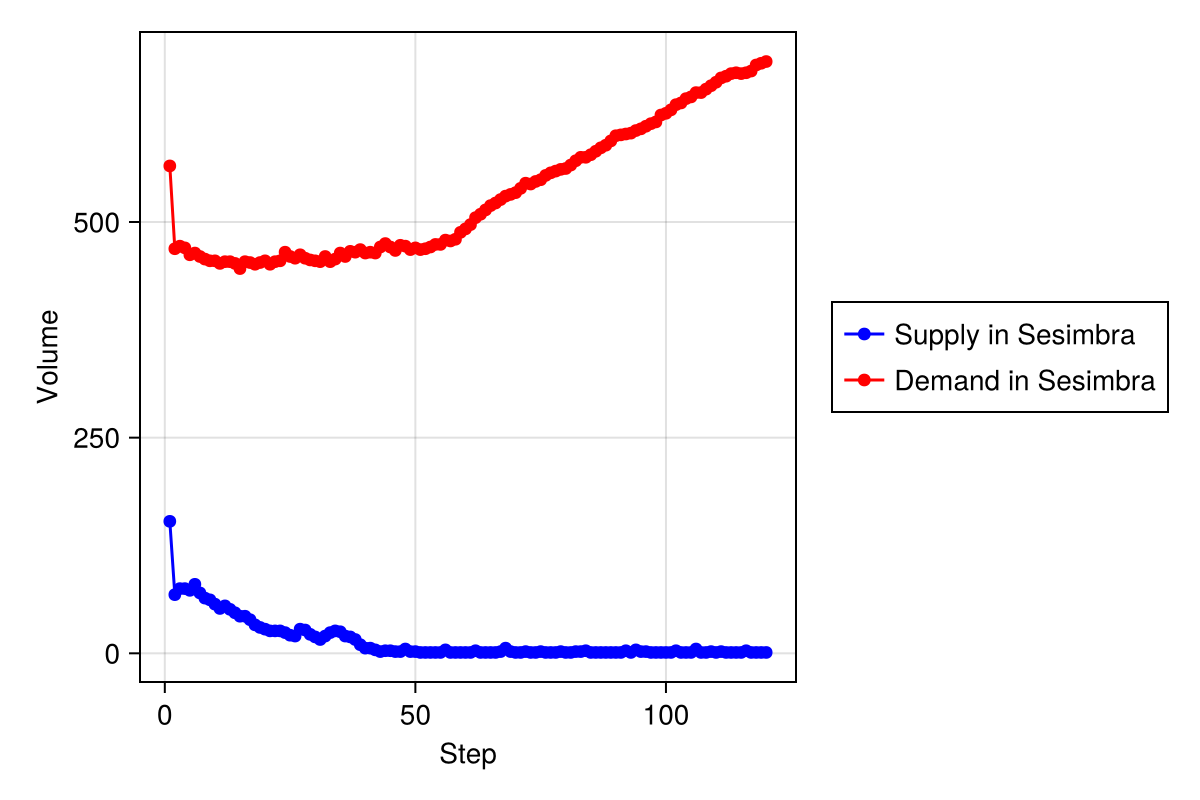 Volume
500
250
0
0 50 100
Step
Supply in Sesimbra
Demand in Sesimbra